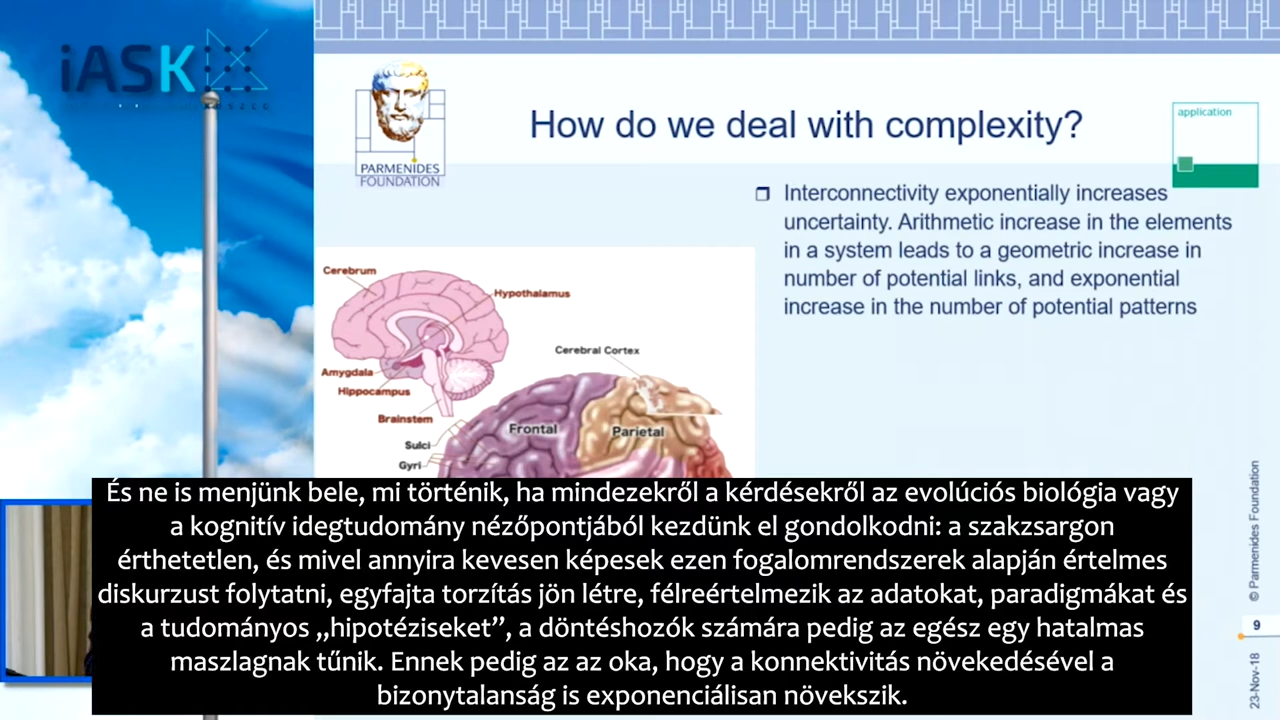 iASK
KŐSZEG
PARMENIDES
FOUNDATION
How do we deal with complexity?
application
Interconnectivity exponentially increases
uncertainty. Arithmetic increase in the elements
in a system leads to a geometric increase in
number of potential links, and exponential
increase in the number of potential patterns
Cerebrum
Hypothalamus
Cerebral Cortex
Amygdala
Hippocampus
Brainstem
Frontal
Parietal
Sulci
Gyri
És ne is menjünk bele, mi történik, ha mindezekről a kérdésekről az evolúciós biológia vagy
a kognitív idegtudomány nézőpontjából kezdünk el gondolkodni: a szakzsargon
érthetetlen, és mivel annyira kevesen képesek ezen fogalomrendszerek alapján értelmes
diskurzust folytatni, egyfajta torzítás jön létre, félreértelmezik az adatokat, paradigmákat és
a tudományos „hipotéziseket”, a döntéshozók számára pedig az egész egy hatalmas
maszlagnak tűnik. Ennek pedig az az oka, hogy a konnektivitás növekedésével a
bizonytalanság is exponenciálisan növekszik.
© Parmenides Foundation
9
23-Nov-18